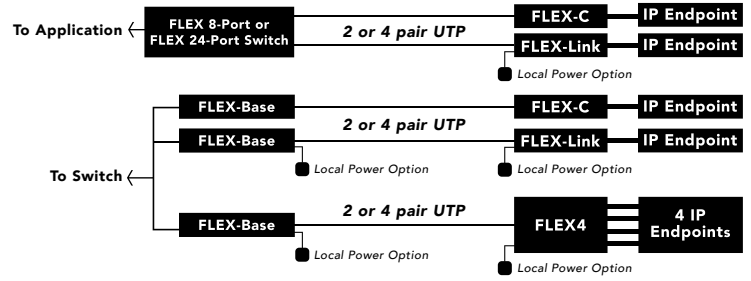 To Application
FLEX 8-Port or
FLEX 24-Port Switch
2 or 4 pair UTP
FLEX-C
IP Endpoint
FLEX-Link
IP Endpoint
Local Power Option
To Switch
FLEX-Base
2 or 4 pair UTP
FLEX-C
IP Endpoint
FLEX-Base
Local Power Option
FLEX-Link
IP Endpoint
Local Power Option
FLEX-Base
Local Power Option
2 or 4 pair UTP
FLEX4
4 IP
Endpoints
Local Power Option